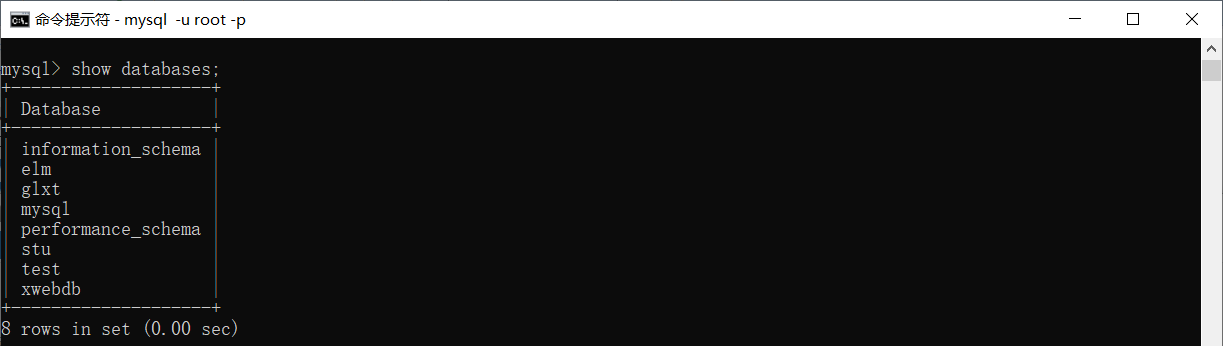 命令提示符 - mysql  -u root -p
mysql> show databases;
+--------------------+
| Database           |
+--------------------+
| information_schema |
| elm                |
| glxt               |
| mysql              |
| performance_schema |
| stu                |
| test               |
| xwebdb             |
+--------------------+
8 rows in set (0.00 sec)